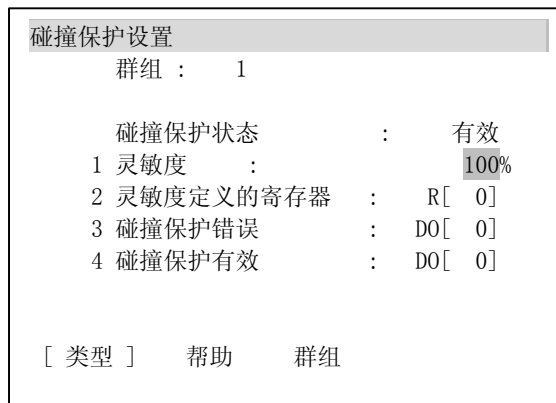 碰撞保护设置
群组 : 1
碰撞保护状态 : 有效
1 灵敏度 : 100%
2 灵敏度定义的寄存器 : R[ 0]
3 碰撞保护错误 : DO[ 0]
4 碰撞保护有效 : DO[ 0]
[ 类型 ] 帮助 群组